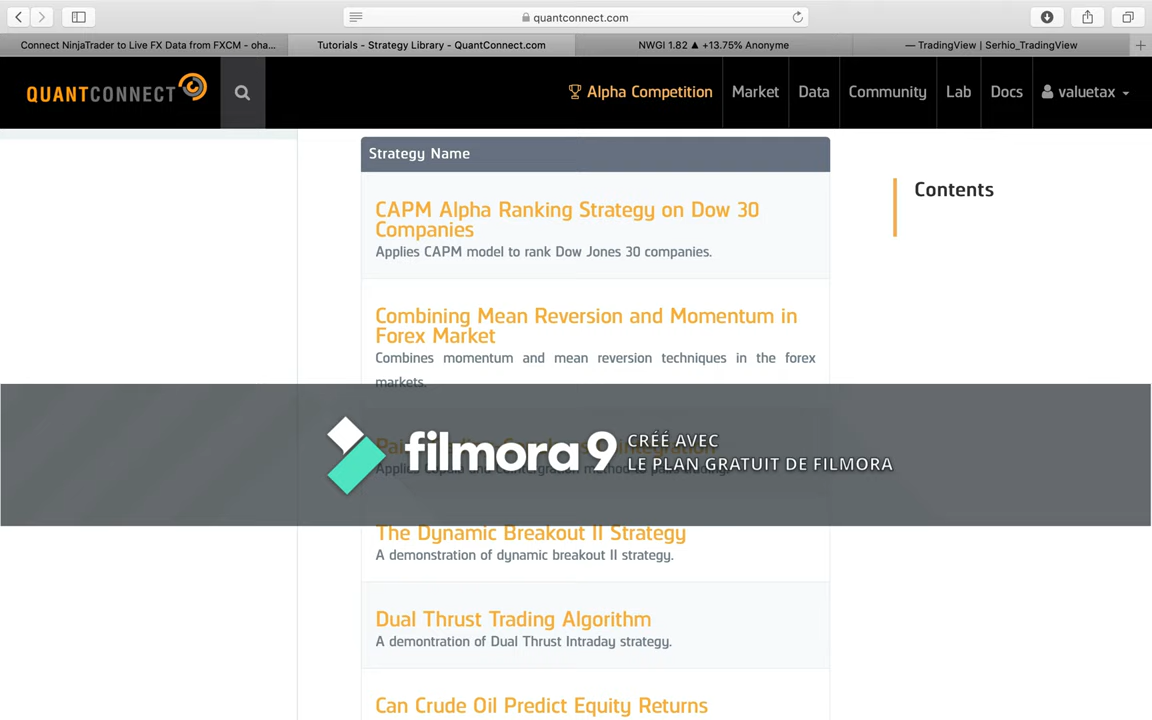 quantconnect.com
Connect NinjaTrader to Live FX Data from FXCM - oha...
Tutorials - Strategy Library - QuantConnect.com
NWGI 1.82 ▲ +13.75% Anonyme
— TradingView | Serhio_TradingView
QUANTCONNECT
Alpha Competition
Market
Data
Community
Lab
Docs
valuetax
Strategy Name
Contents
CAPM Alpha Ranking Strategy on Dow 30
Companies
Applies CAPM model to rank Dow Jones 30 companies.
Combining Mean Reversion and Momentum in
Forex Market
Combines momentum and mean reversion techniques in the forex
markets.
filmora9
CRÉÉ AVEC
LE PLAN GRATUIT DE FILMORA
The Dynamic Breakout II Strategy
A demonstration of dynamic breakout II strategy.
Dual Thrust Trading Algorithm
A demontration of Dual Thrust Intraday strategy.
Can Crude Oil Predict Equity Returns